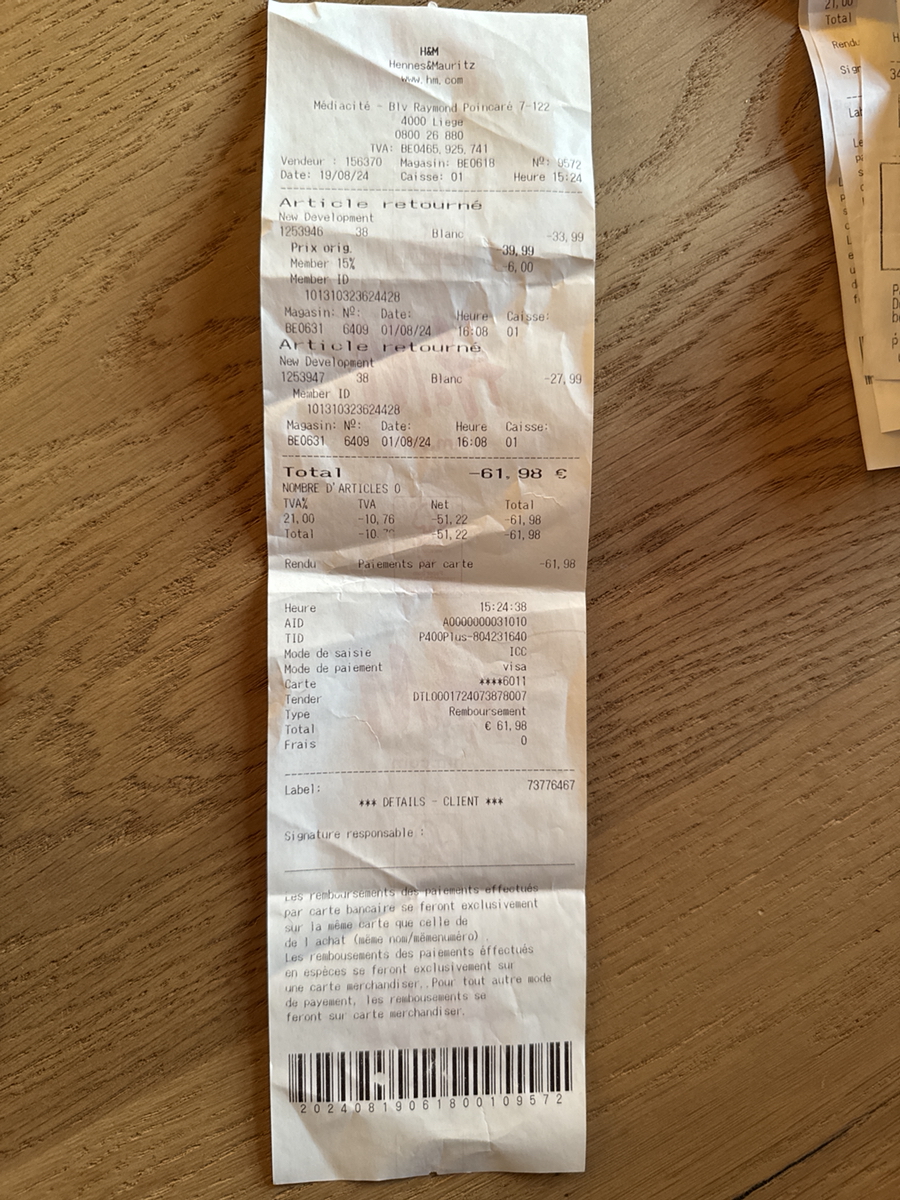 H&M
Hennes&Mauritz
www.hm.com
Médiacité - Blv Raymond Poincaré 7-122
4000 Liege
0800 26 880
TVA: BE0465.925.741
Vendeur : 156370 Magasin: BE0618 Nº: 0572
Date: 19/08/24 Caisse: 01 Heure 15:24
Article retourné
New Development
1253946 38 Blanc -33,99
Prix orig. 39,99
Member 15% -6,00
Member ID
101310323624428
Magasin: Nº: Date: Heure Caisse:
BE0631 6409 01/08/24 16:08 01
Article retourné
New Development
1253947 38 Blanc -27,99
Member ID
101310323624428
Magasin: Nº: Date: Heure Caisse:
BE0631 6409 01/08/24 16:08 01
Total -61,98 €
NOMBRE D'ARTICLES 0
TVA% TVA Net Total
21,00 -10,76 -51,22 -61,98
Total -10,76 -51,22 -61,98
Rendu Paiements par carte -61,98
Heure 15:24:38
AID A0000000031010
TID P400Plus-804231640
Mode de saisie ICC
Mode de paiement visa
Carte ****6011
Tender DTL0001724073878007
Type Remboursement
Total € 61,98
Frais 0
Label: 73776467
*** DETAILS - CLIENT ***
Signature responsable :
Les remboursements des paiements effectués
par carte bancaire se feront exclusivement
sur la même carte que celle de
de l achat (même nom/mêmenuméro) .
Les remboursements des paiements éffectués
en espèces se feront exclusivement sur
une carte merchandiser..Pour tout autre mode
de payement, les remboursements se
feront sur carte merchandiser.
20240819061800109572
21,00
Total
Rendu